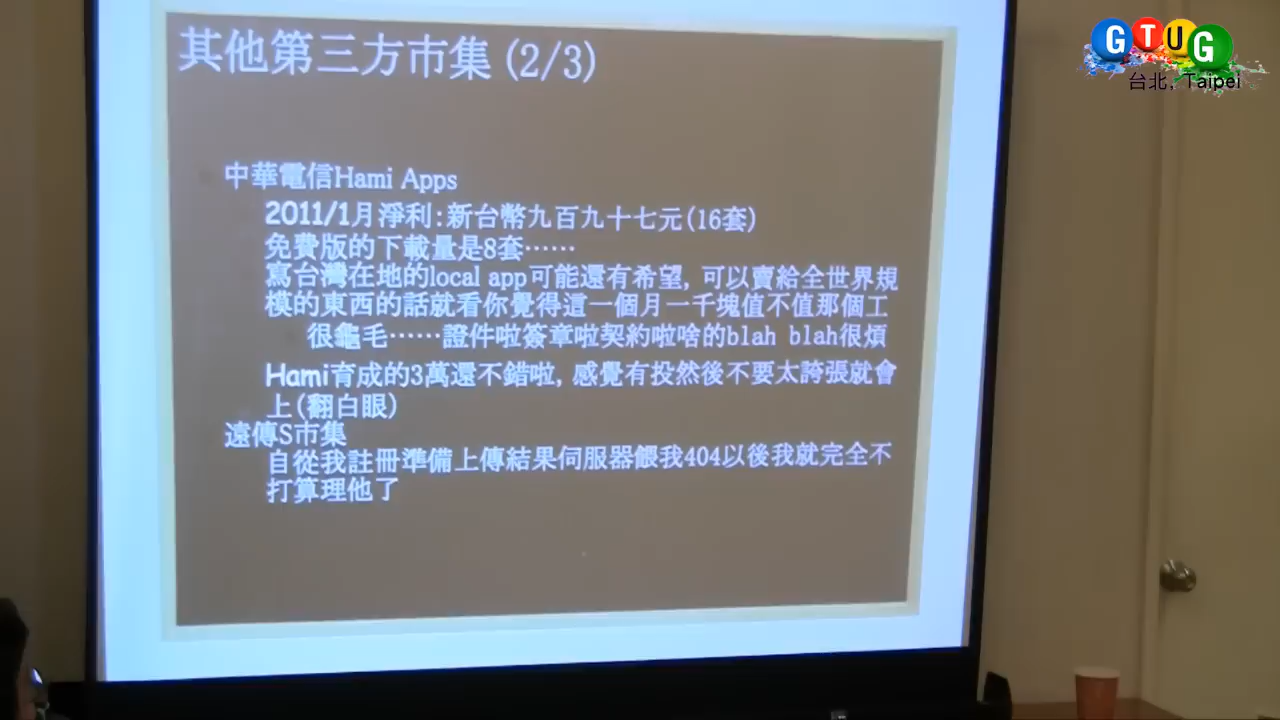 其他第三方市集 (2/3)
中華電信Hami Apps
2011/1月淨利:新台幣九百九十七元(16套)
免費版的下載量是8套⋯⋯
寫台灣在地的local app可能還有希望, 可以賣給全世界規
模的東西的話就看你覺得這一個月一千塊值不值那個工
很龜毛⋯⋯證件啦簽章啦契約啦啥的blah blah很煩
Hami育成的3萬還不錯啦, 感覺有投然後不要太誇張就會
上(翻白眼)
遠傳S市集
自從我註冊準備上傳結果伺服器餵我404以後我就完全不
打算理他了
GTUG
台北, Taipei